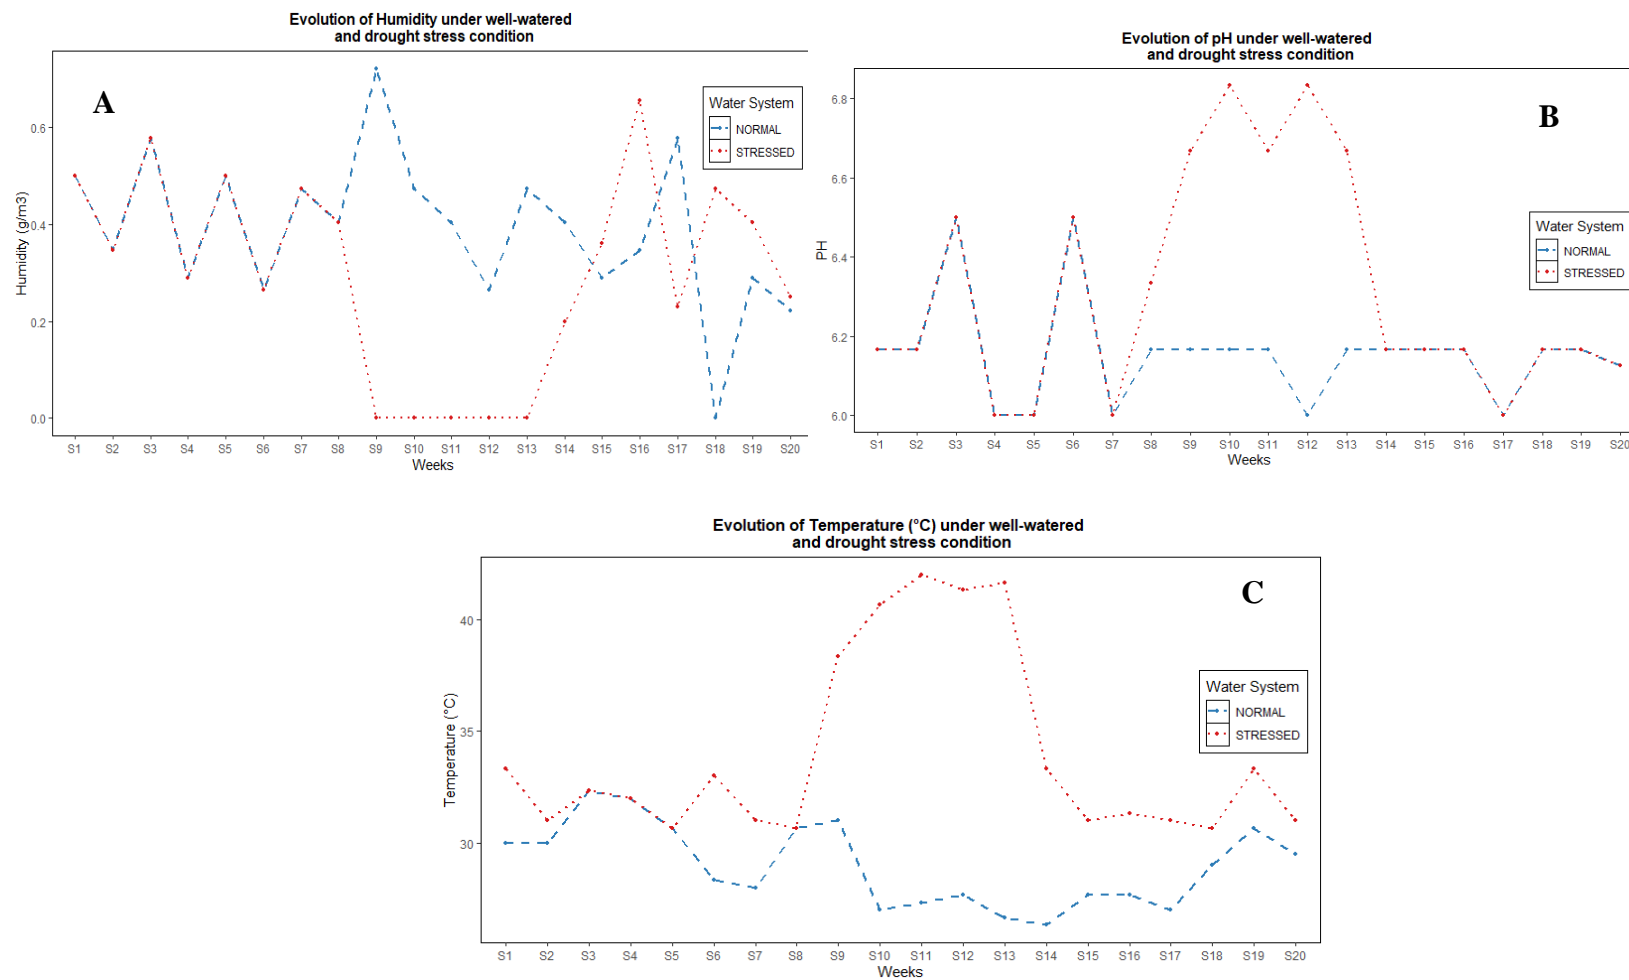 Evolution of Humidity under well-watered
and drought stress condition
A
Water System
NORMAL
STRESSED
Humidity (g/m3)
0.6
0.4
0.2
0.0
S1 S2 S3 S4 S5 S6 S7 S8 S9 S10 S11 S12 S13 S14 S15 S16 S17 S18 S19 S20
Weeks
Evolution of pH under well-watered
and drought stress condition
B
Water System
NORMAL
STRESSED
PH
6.8
6.6
6.4
6.2
6.0
S1 S2 S3 S4 S5 S6 S7 S8 S9 S10 S11 S12 S13 S14 S15 S16 S17 S18 S19 S20
Weeks
Evolution of Temperature (°C) under well-watered
and drought stress condition
C
Water System
NORMAL
STRESSED
Temperature (°C)
40
35
30
S1 S2 S3 S4 S5 S6 S7 S8 S9 S10 S11 S12 S13 S14 S15 S16 S17 S18 S19 S20
Weeks